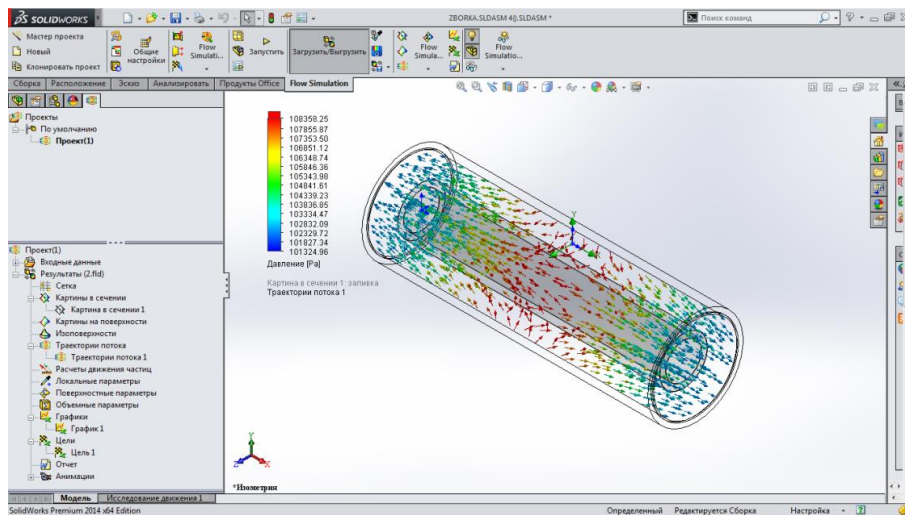 SOLIDWORKS
ZBORKA.SLDASM 4().SLDASM *
Поиск команд
Мастер проекта
Новый
Клонировать проект
Общие настройки
Flow Simulati...
Запустить
Загрузить/Выгрузить
Flow Simula...
Flow Simulatio...
Сборка
Расположение
Эскиз
Анализировать
Продукты Office
Flow Simulation
Проекты
По умолчанию
Проект(1)
Проект(1)
Входные данные
Результаты (2.fld)
Сетка
Картины в сечении
Картина в сечении 1
Картины на поверхности
Изоповерхности
Траектории потока
Траектории потока 1
Расчеты движения частиц
Локальные параметры
Поверхностные параметры
Объемные параметры
Графики
График 1
Цели
Цель 1
Отчет
Анимации
108358.25
107855.87
107353.50
106851.12
106348.74
105846.36
105343.98
104841.61
104339.23
103836.85
103334.47
102832.09
102329.72
101827.34
101324.96
Давление [Pa]
Картина в сечении 1: заливка
Траектории потока 1
Y
Y
Z
X
*Изометрия
Модель
Исследование движения 1
SolidWorks Premium 2014 x64 Edition
Определенный
Редактируется Сборка
Настройка